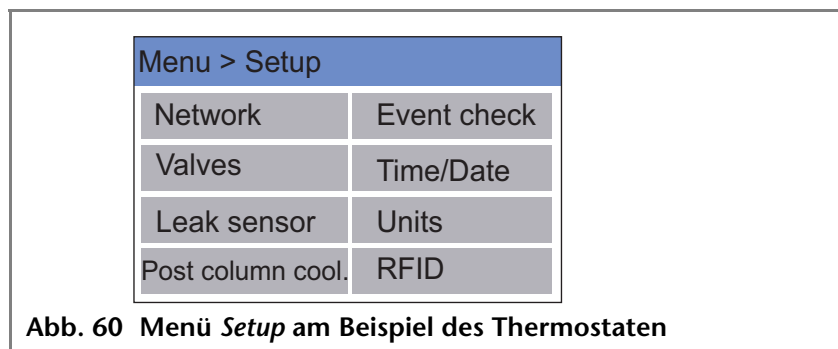 Menu > Setup
Network Event check
Valves Time/Date
Leak sensor Units
Post column cool. RFID
Abb. 60 Menü Setup am Beispiel des Thermostaten